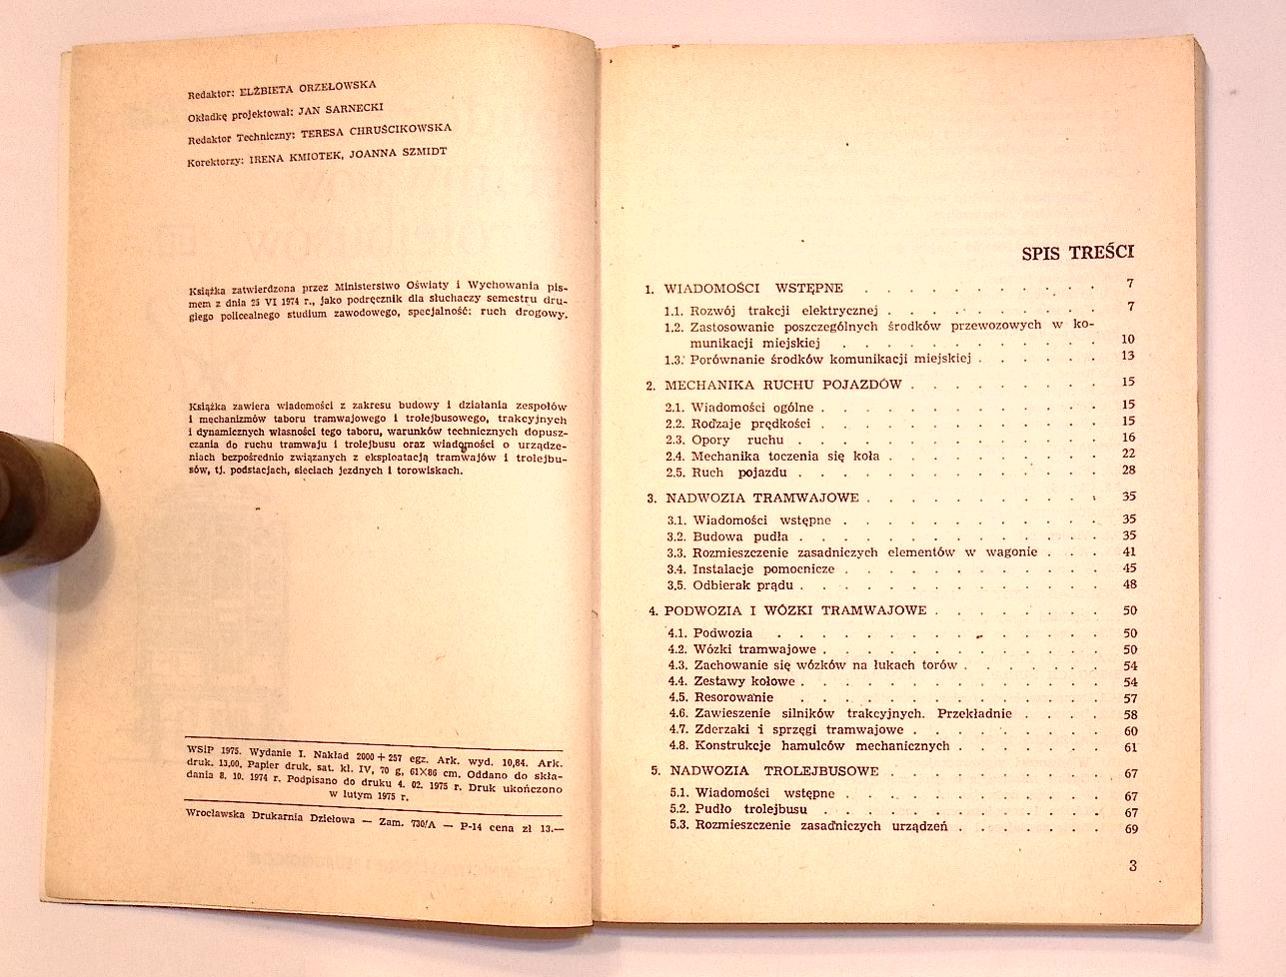 Redaktor: ELŻBIETA ORZEŁOWSKA
Okładkę projektował: JAN SARNECKI
Redaktor Techniczny: TERESA CHRUŚCIKOWSKA
Korektorzy: IRENA KMIOTEK, JOANNA SZMIDT
Książka zatwierdzona przez Ministerstwo Oświaty i Wychowania pis-
mem z dnia 25 VI 1974 r., jako podręcznik dla słuchaczy semestru dru-
giego policealnego studium zawodowego, specjalność: ruch drogowy.
Książka zawiera wiadomości z zakresu budowy i działania zespołów
i mechanizmów taboru tramwajowego i trolejbusowego, trakcyjnych
i dynamicznych własności tego taboru, warunków technicznych dopusz-
czania do ruchu tramwaju i trolejbusu oraz wiadomości o urządze-
niach bezpośrednio związanych z eksploatacją tramwajów i trolejbu-
sów, tj. podstacjach, sieciach jezdnych i torowiskach.
WSiP 1975. Wydanie I. Nakład 2000+257 egz. Ark. wyd. 10,84. Ark.
druk. 13,00. Papier druk. sat. kl. IV, 70 g, 61X86 cm. Oddano do skła-
dania 8. 10. 1974 r. Podpisano do druku 4. 02. 1975 r. Druk ukończono
w lutym 1975 r.
Wrocławska Drukarnia Dziełowa — Zam. 730/A — P-14 cena zł 13.—
SPIS TREŚCI
1. WIADOMOŚCI WSTĘPNE . . . . . . . . . . . 7
1.1. Rozwój trakcji elektrycznej . . . . . . . . . . 7
1.2. Zastosowanie poszczególnych środków przewozowych w ko-
munikacji miejskiej . . . . . . . . . . . . 10
1.3. Porównanie środków komunikacji miejskiej . . . . . . 13
2. MECHANIKA RUCHU POJAZDÓW . . . . . . . . . 15
2.1. Wiadomości ogólne . . . . . . . . . . . . . 15
2.2. Rodzaje prędkości . . . . . . . . . . . . . 15
2.3. Opory ruchu . . . . . . . . . . . . . . 16
2.4. Mechanika toczenia się koła . . . . . . . . . . 22
2.5. Ruch pojazdu . . . . . . . . . . . . . . 28
3. NADWOZIA TRAMWAJOWE . . . . . . . . . . . 35
3.1. Wiadomości wstępne . . . . . . . . . . . . 35
3.2. Budowa pudła . . . . . . . . . . . . . . 35
3.3. Rozmieszczenie zasadniczych elementów w wagonie . . . 41
3.4. Instalacje pomocnicze . . . . . . . . . . . . 45
3.5. Odbierak prądu . . . . . . . . . . . . . . 48
4. PODWOZIA I WÓZKI TRAMWAJOWE . . . . . . . . 50
4.1. Podwozia . . . . . . . . . . . . . . 50
4.2. Wózki tramwajowe . . . . . . . . . . . . . 50
4.3. Zachowanie się wózków na łukach torów . . . . . . . 54
4.4. Zestawy kołowe . . . . . . . . . . . . . . 54
4.5. Resorowanie . . . . . . . . . . . . . . 57
4.6. Zawieszenie silników trakcyjnych. Przekładnie . . . . 58
4.7. Zderzaki i sprzęgi tramwajowe . . . . . . . . . 60
4.8. Konstrukcje hamulców mechanicznych . . . . . . . 61
5. NADWOZIA TROLEJBUSOWE . . . . . . . . . . 67
5.1. Wiadomości wstępne . . . . . . . . . . . . 67
5.2. Pudło trolejbusu . . . . . . . . . . . . . 67
5.3. Rozmieszczenie zasadniczych urządzeń . . . . . . . 69
3